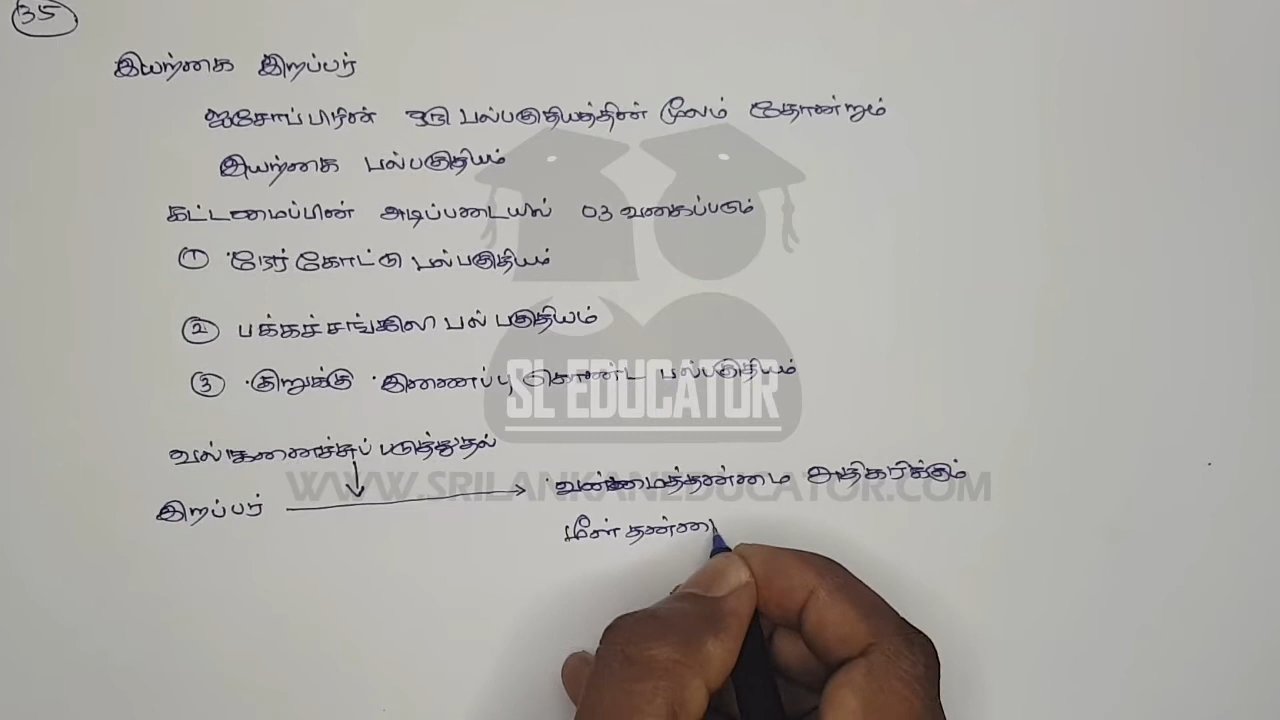 35
இயற்கை இறப்பர்
ஐசோப்பிரின் ஒரு பல்பகுதியத்தின் மூலம் தோன்றும்
இயற்கை பல்பகுதியம்
கட்டமைப்பின் அடிப்படையில் 03 வகைப்படும்
① நேர்கோட்டு பல்பகுதியம்
② பக்கச்சங்கிலி பல் பகுதியம்
③ குறுக்கு இணைப்பு கொண்ட பல்பகுதியம்
SL EDUCATOR
வல்கனைசுப் படுத்துதல்
WWW.SRILANKANEDUCATOR.COM
வன்மைத்தன்மை அதிகரிக்கும்
இறப்பர்
மீள் தன்மை